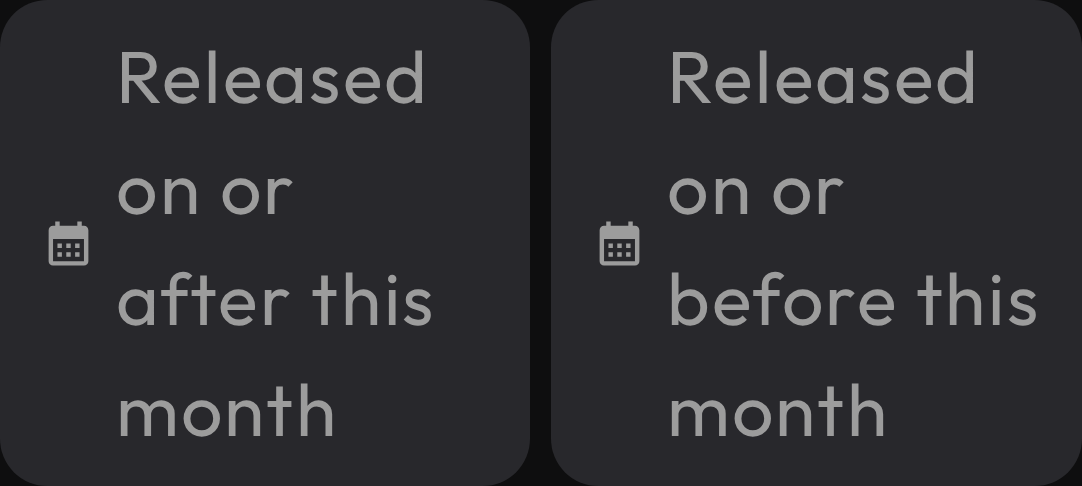 Released
on or
after this
month
Released
on or
before this
month